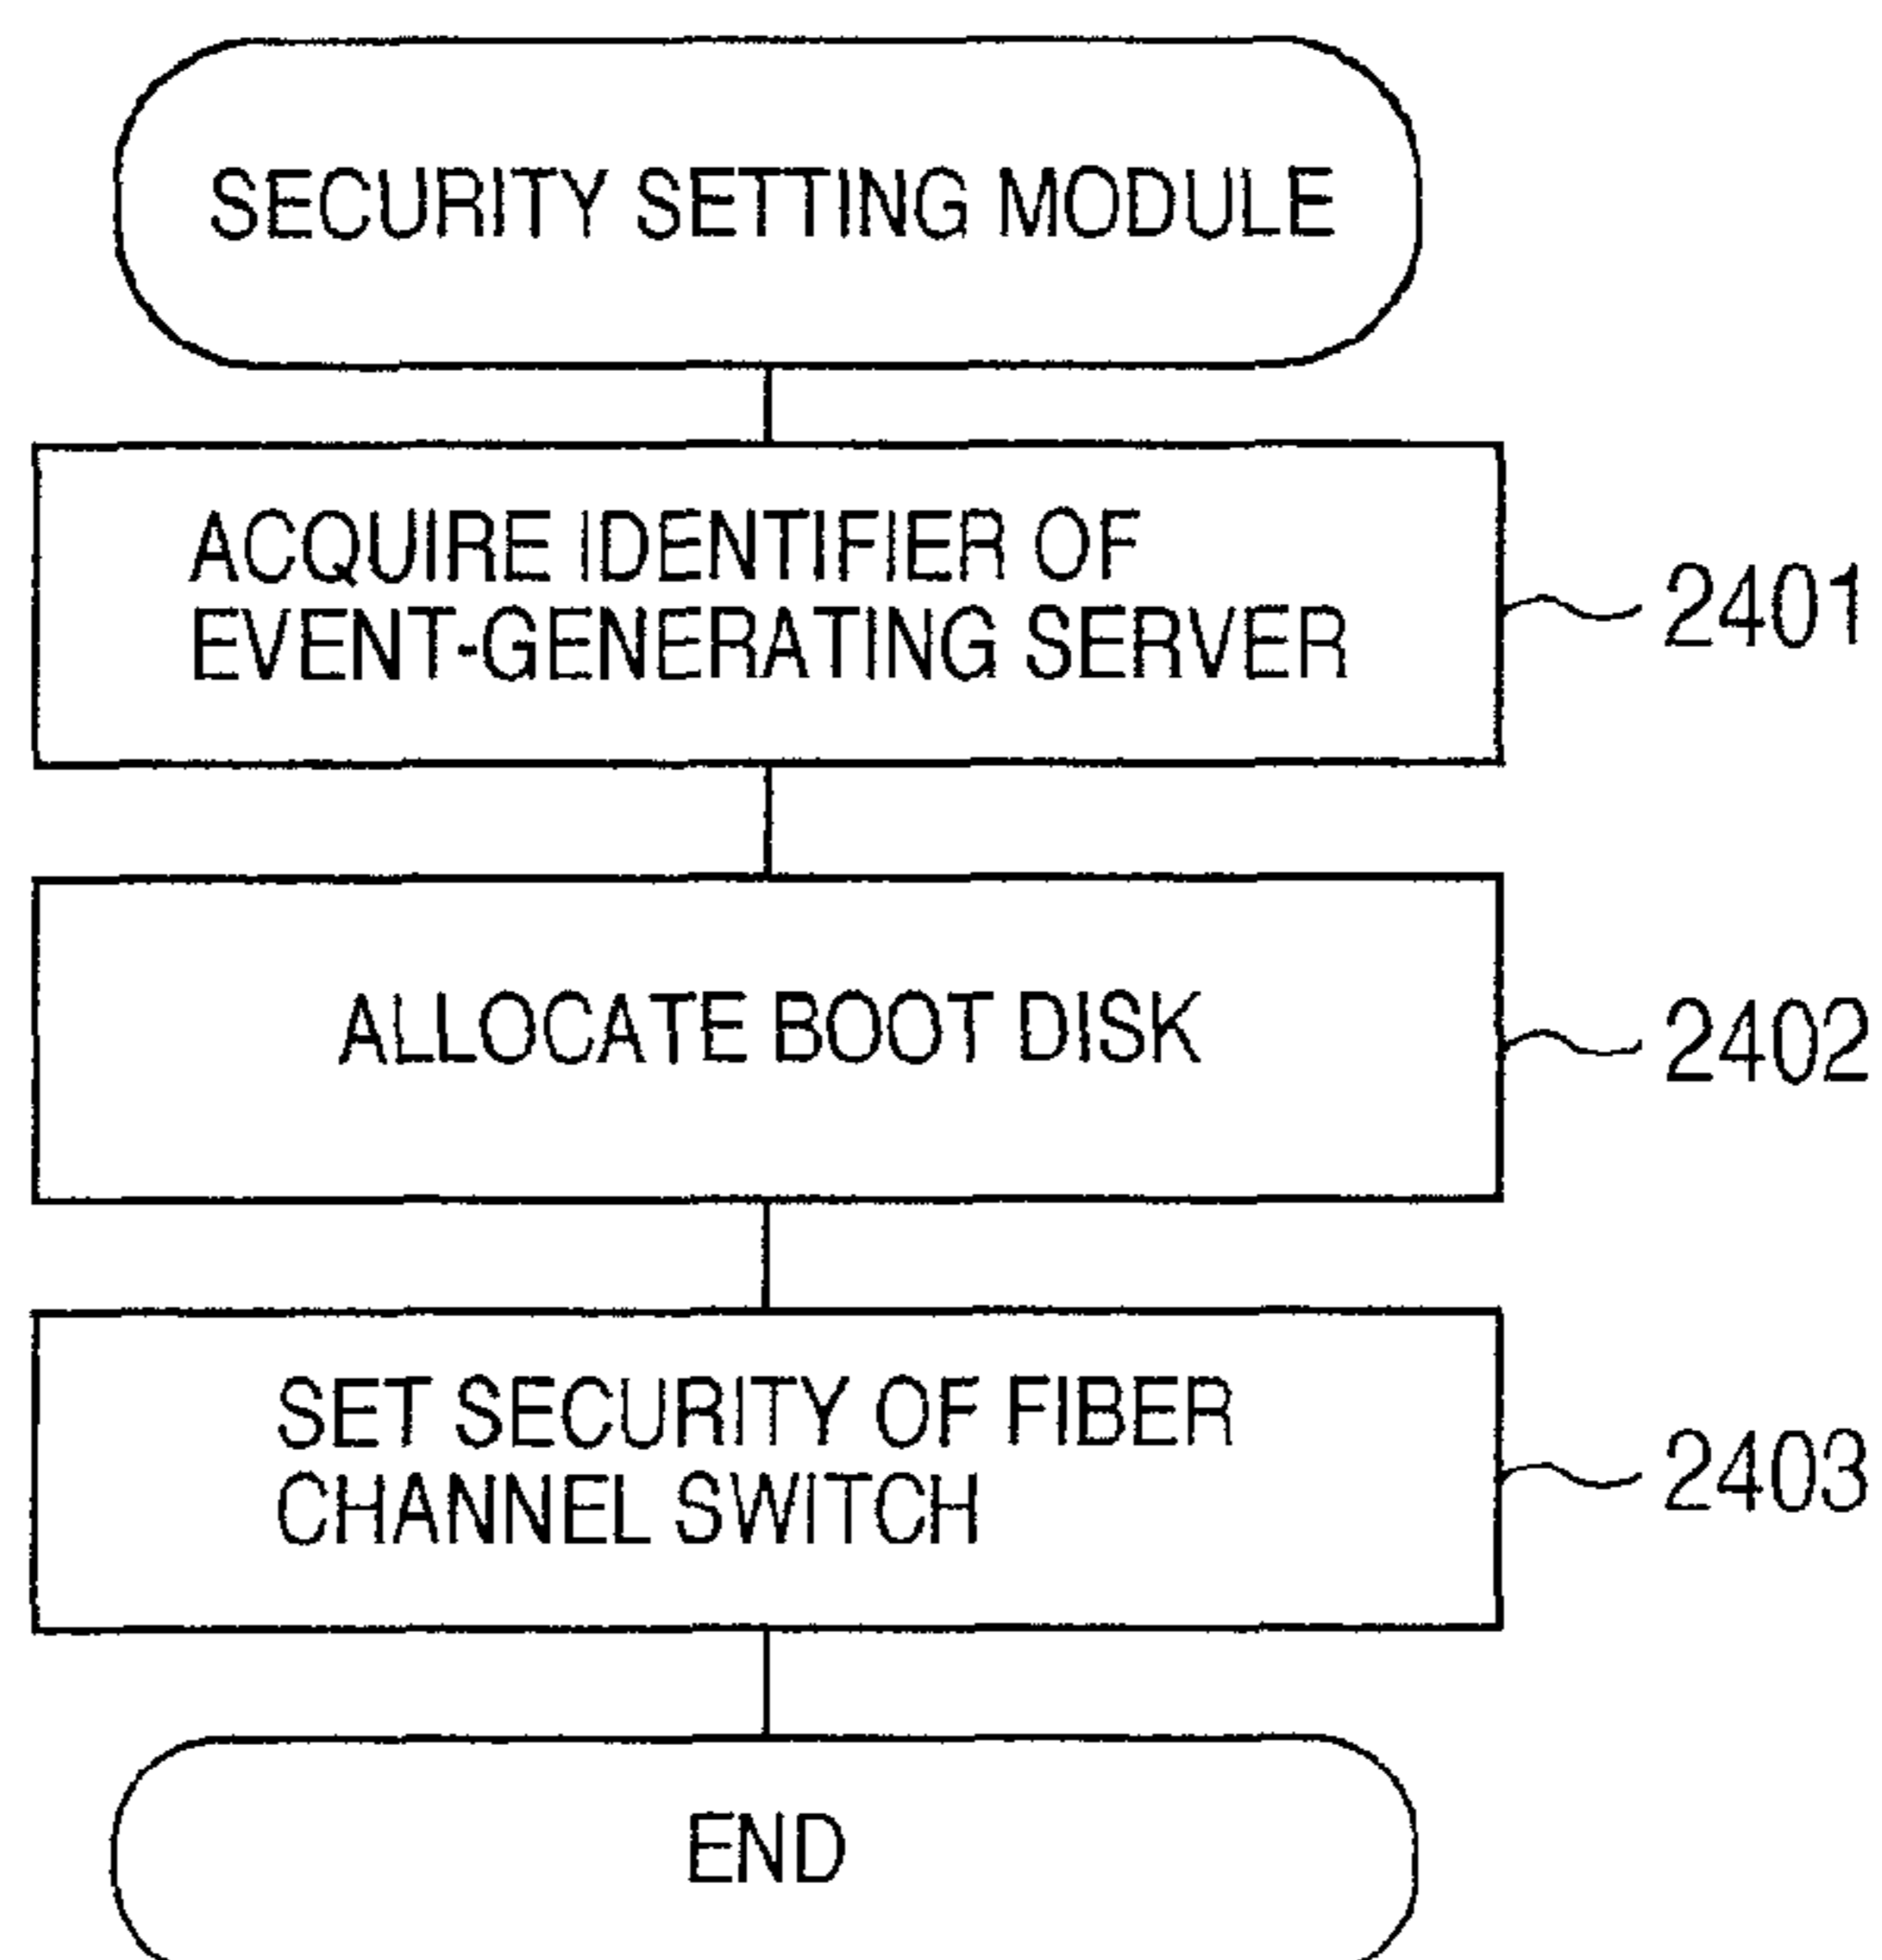 SECURITY SETTING MODULE
ACQUIRE IDENTIFIER OF
EVENT-GENERATING SERVER
2401
ALLOCATE BOOT DISK
2402
SET SECURITY OF FIBER
CHANNEL SWITCH
2403
END